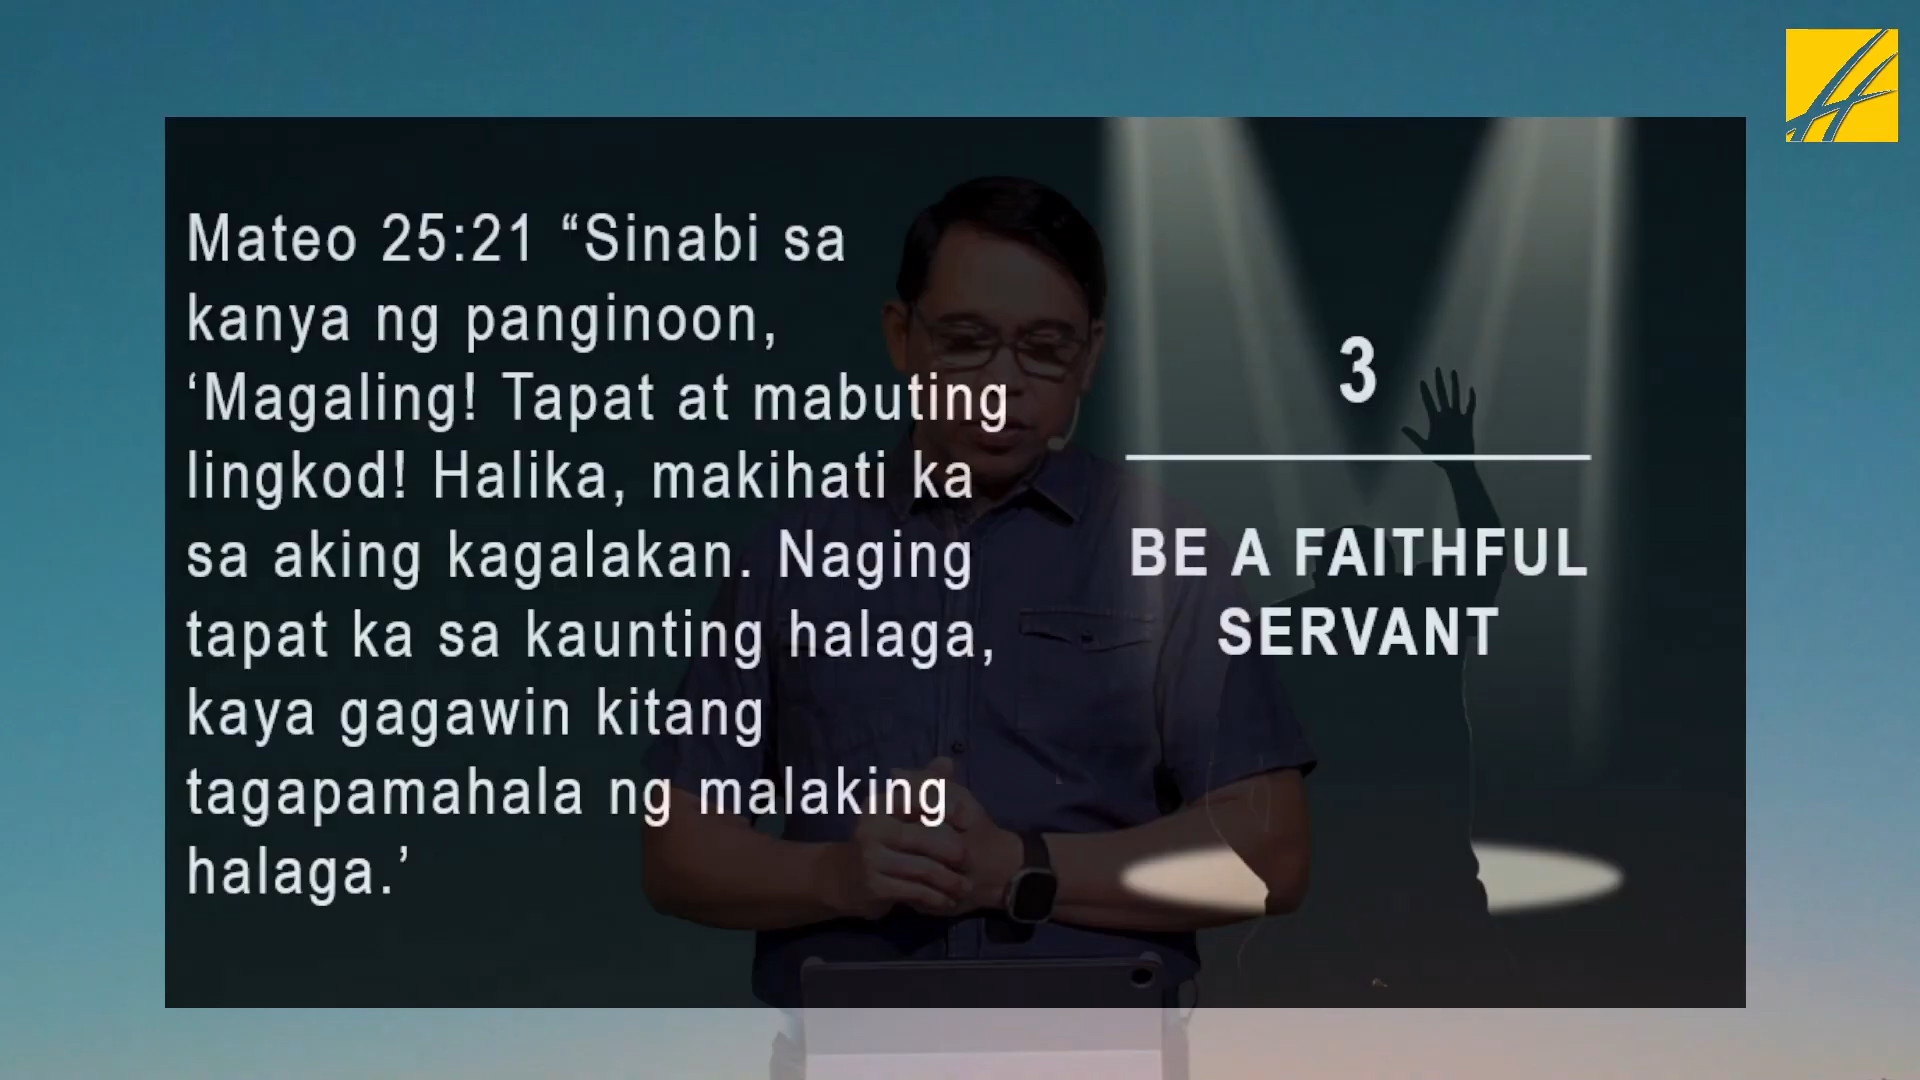 Mateo 25:21 “Sinabi sa
kanya ng panginoon,
‘Magaling! Tapat at mabuting
lingkod! Halika, makihati ka
sa aking kagalakan. Naging
tapat ka sa kaunting halaga,
kaya gagawin kitang
tagapamahala ng malaking
halaga.’
3
BE A FAITHFUL
SERVANT